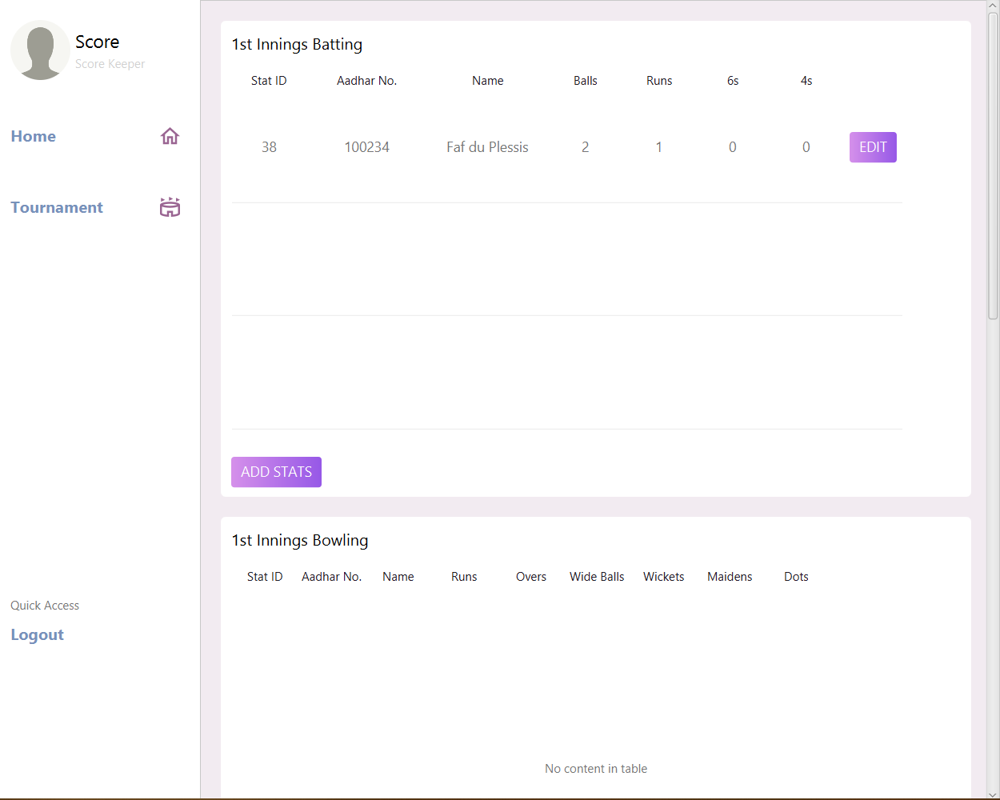 Score
Score Keeper
Home
Tournament
Quick Access
Logout
1st Innings Batting
Stat ID Aadhar No. Name Balls Runs 6s 4s
38 100234 Faf du Plessis 2 1 0 0 EDIT
ADD STATS
1st Innings Bowling
Stat ID Aadhar No. Name Runs Overs Wide Balls Wickets Maidens Dots
No content in table